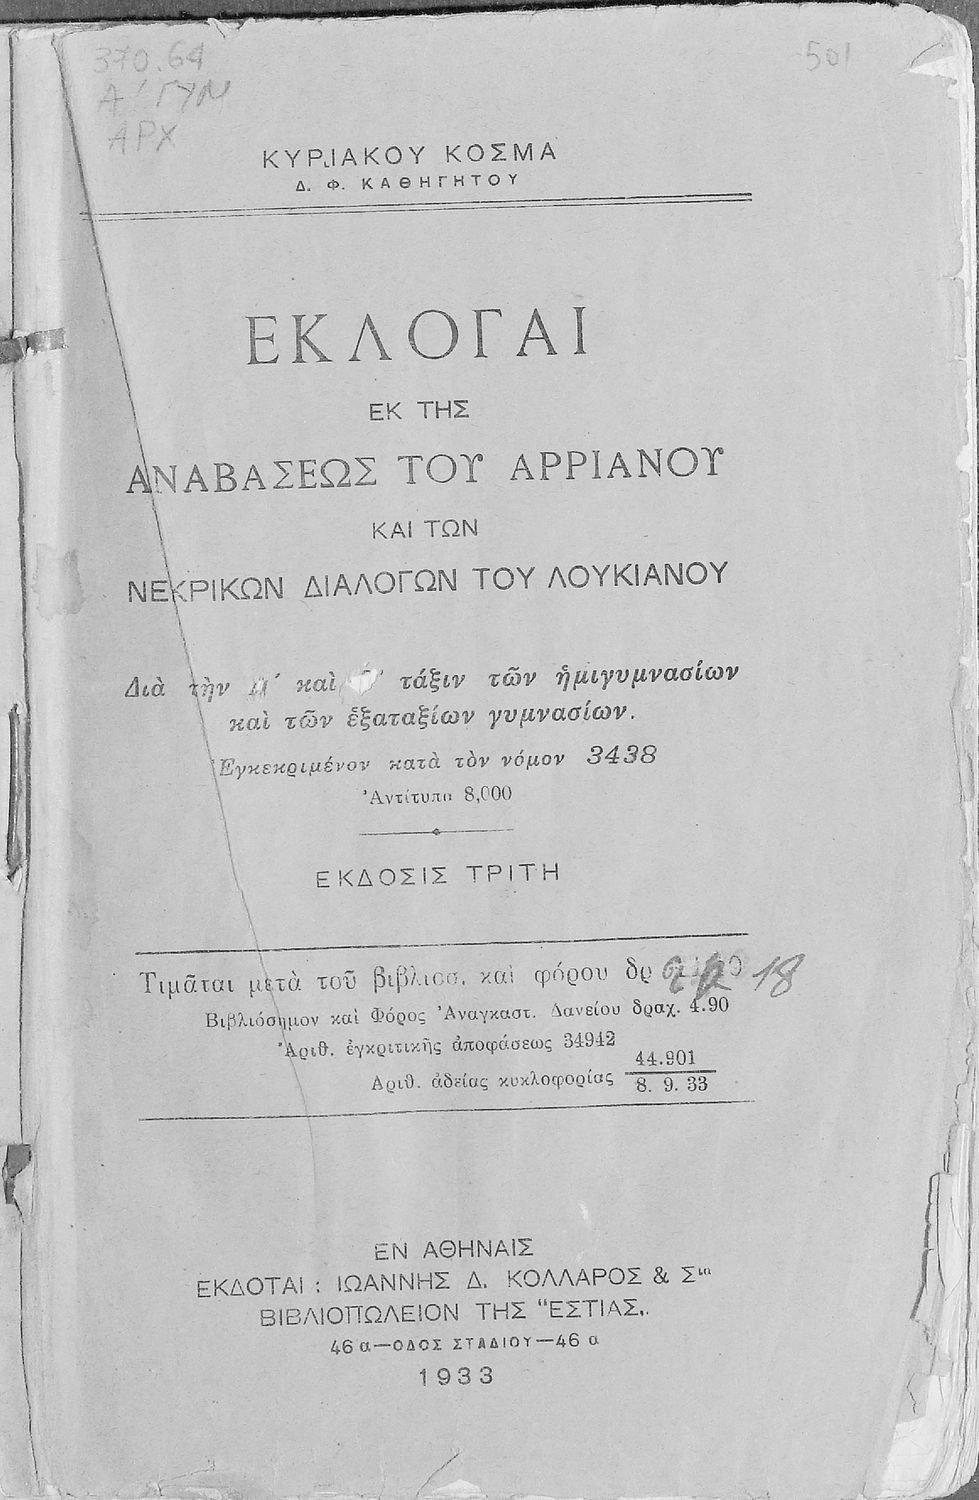 370.64
501
Α΄ ΓΥΜ
ΑΡΧ
ΚΥΡΙΑΚΟΥ ΚΟΣΜΑ
Δ. Φ. ΚΑΘΗΓΗΤΟΥ
ΕΚΛΟΓΑΙ
ΕΚ ΤΗΣ
ΑΝΑΒΑΣΕΩΣ ΤΟΥ ΑΡΡΙΑΝΟΥ
ΚΑΙ ΤΩΝ
ΝΕΚΡΙΚΩΝ ΔΙΑΛΟΓΩΝ ΤΟΥ ΛΟΥΚΙΑΝΟΥ
Διὰ τὴν Α΄ καὶ τάξιν τῶν ἡμιγυμνασίων
καὶ τῶν ἑξαταξίων γυμνασίων.
Ἐγκεκριμένον κατὰ τὸν νόμον 3438
Ἀντίτυπα 8,000
ΕΚΔΟΣΙΣ ΤΡΙΤΗ
Τιμᾶται μετὰ τοῦ βιβλιοσ. καὶ φόρου δρ 18
Βιβλιόσημον καὶ Φόρος Ἀναγκαστ. Δανείου δραχ. 4.90
Ἀριθ. ἐγκριτικῆς ἀποφάσεως 34942
Ἀριθ. ἀδείας κυκλοφορίας 44.901
8. 9. 33
ΕΝ ΑΘΗΝΑΙΣ
ΕΚΔΟΤΑΙ : ΙΩΑΝΝΗΣ Δ. ΚΟΛΛΑΡΟΣ & Σια
ΒΙΒΛΙΟΠΩΛΕΙΟΝ ΤΗΣ "ΕΣΤΙΑΣ„
46 α—ΟΔΟΣ ΣΤΑΔΙΟΥ—46 α
1933